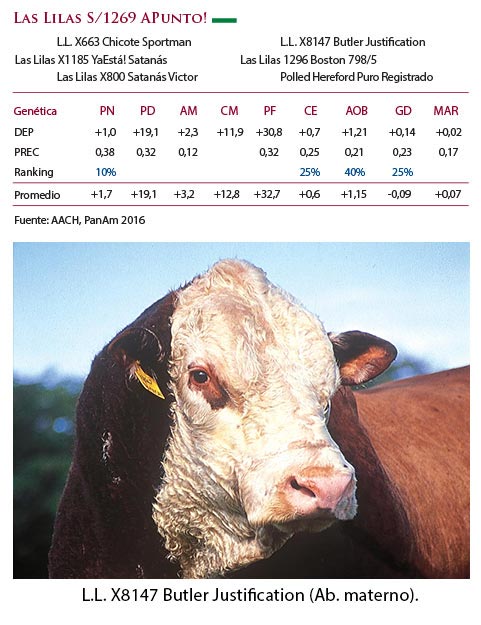 Las Lilas S/1269 APunto!
L.L. X663 Chicote Sportman L.L. X8147 Butler Justification
Las Lilas X1185 YaEstá! Satanás Las Lilas 1296 Boston 798/5
Las Lilas X800 Satanás Victor Polled Hereford Puro Registrado
Genética PN PD AM CM PF CE AOB GD MAR
DEP +1,0 +19,1 +2,3 +11,9 +30,8 +0,7 +1,21 +0,14 +0,02
PREC 0,38 0,32 0,12 0,32 0,25 0,21 0,23 0,17
Ranking 10% 25% 40% 25%
Promedio +1,7 +19,1 +3,2 +12,8 +32,7 +0,6 +1,15 -0,09 +0,07
Fuente: AACH, PanAm 2016
L.L. X8147 Butler Justification (Ab. materno).